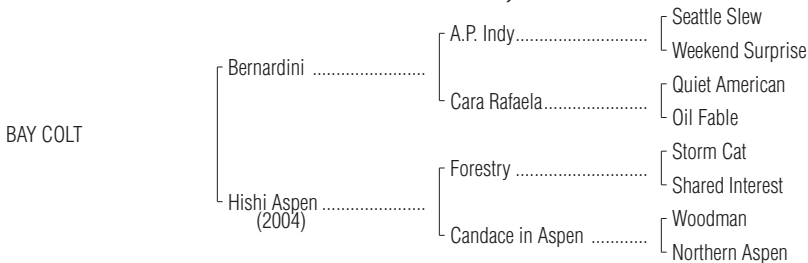 Seattle Slew
A.P. Indy..............................
Weekend Surprise
Bernardini .........................
Quiet American
Cara Rafaela.......................
Oil Fable
BAY COLT
Storm Cat
Forestry .............................
Shared Interest
Hishi Aspen .......................
(2004)
Woodman
Candace in Aspen ............
Northern Aspen